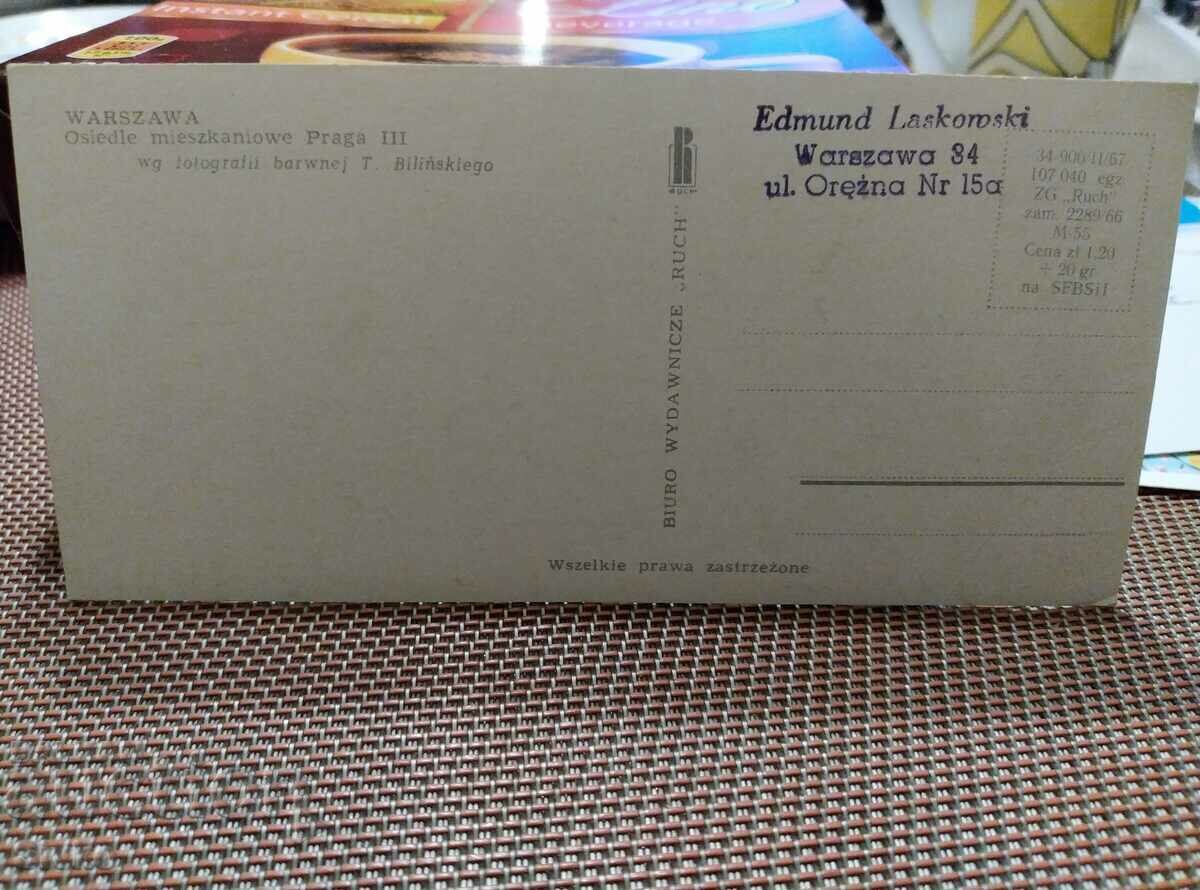 WARSZAWA
Osiedle mieszkaniowe Praga III
wg fotografii barwnej T. Bilińskiego
RUCH
BIURO WYDAWNICZE „RUCH”
Edmund Laskowski
Warszawa 34
ul. Orężna Nr 15a
34-900/II/67
107 040 egz
ZG „Ruch”
zam. 2289/66
M-55
Cena zł 1,20
+ 20 gr
na SFBSiI
Wszelkie prawa zastrzeżone